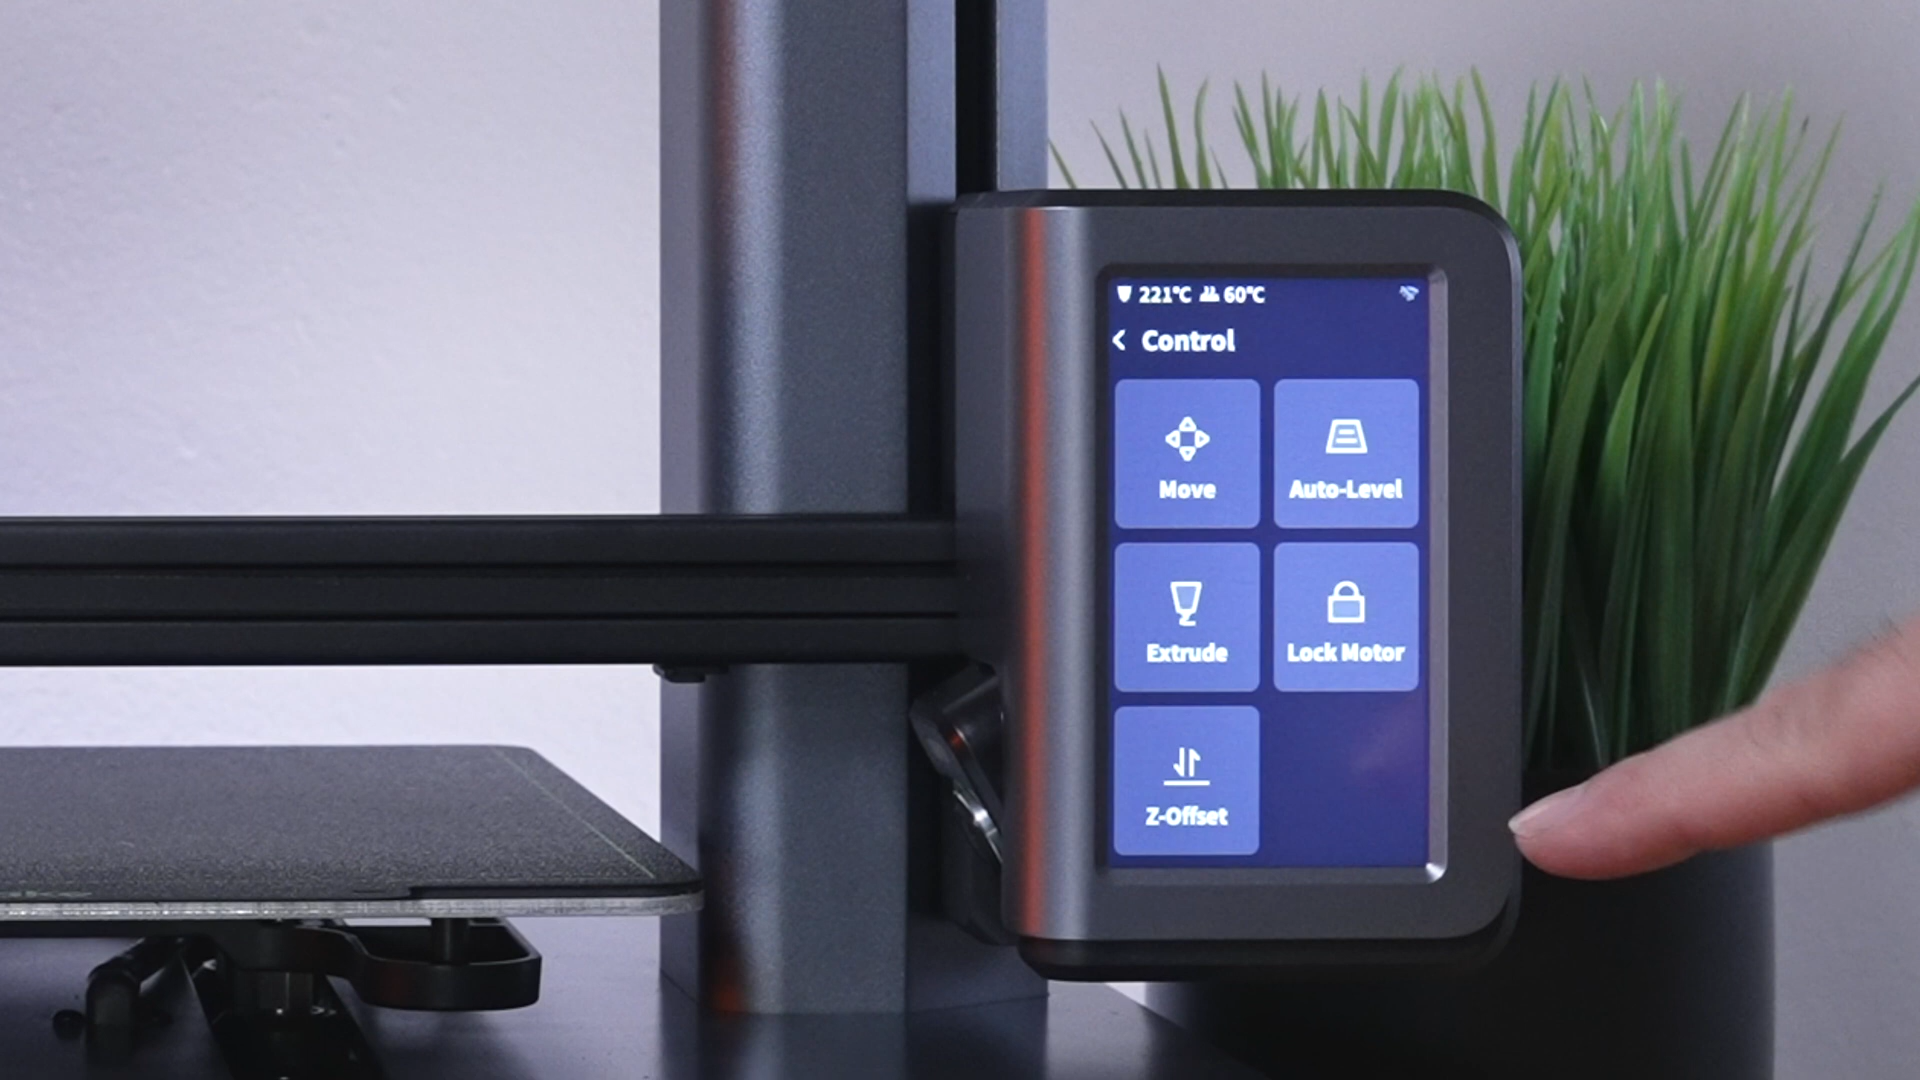 221°C 60°C
Control
Move
Auto-Level
Extrude
Lock Motor
Z-Offset